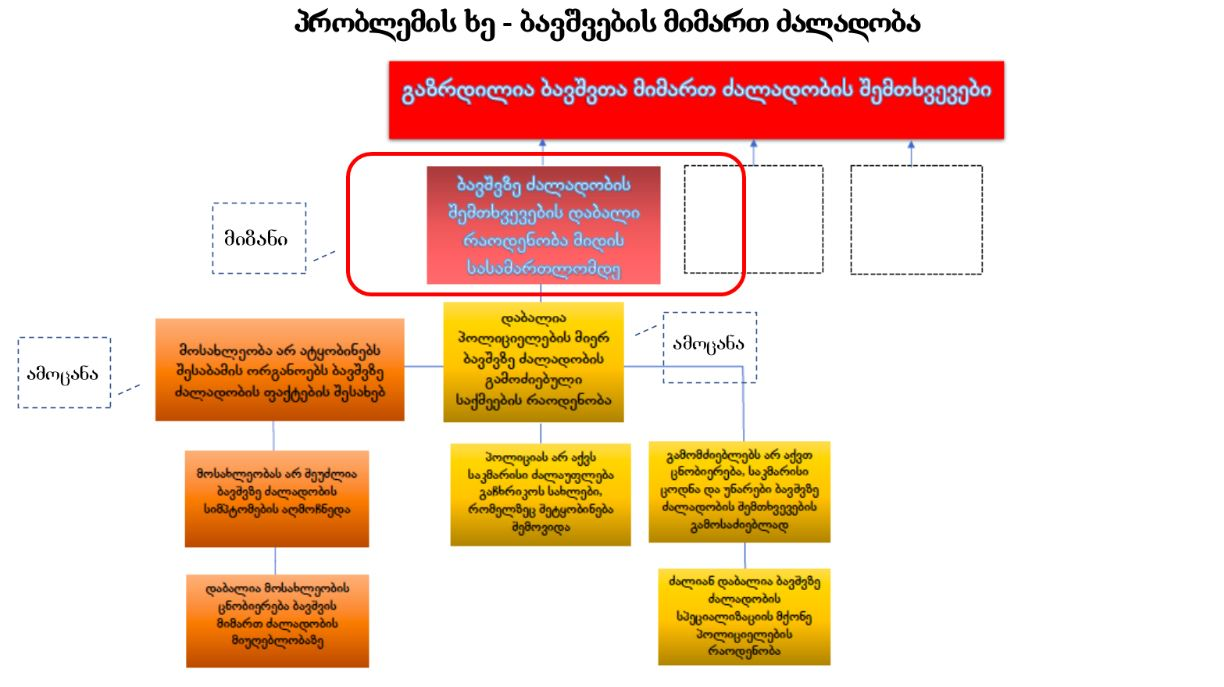 პრობლემის ხე - ბავშვების მიმართ ძალადობა
გაზრდილია ბავშვთა მიმართ ძალადობის შემთხვევები
ბავშვზე ძალადობის
შემთხვევების დაბალი
რაოდენობა მიდის
სასამართლომდე
მიზანი
დაბალია
პოლიციელების მიერ
ბავშვზე ძალადობის
გამოძიებული
საქმეების რაოდენობა
ამოცანა
მოსახლეობა არ ატყობინებს
შესაბამის ორგანოებს ბავშვზე
ძალადობის ფაქტების შესახებ
ამოცანა
მოსახლეობას არ შეუძლია
ბავშვზე ძალადობის
სიმპტომების აღმოჩნედა
პოლიციას არ აქვს
საკმარისი ძალაუფლება
გაჩხრიკოს სახლები,
რომელზეც შეტყობინება
შემოვიდა
გამომძიებლებს არ აქვთ
ცნობიერება, საკმარისი
ცოდნა და უნარები ბავშვზე
ძალადობის შემთხვევების
გამოსაძიებლად
დაბალია მოსახლეობის
ცნობიერება ბავშვის
მიმართ ძალადობის
მიუღებლობაზე
ძალიან დაბალია ბავშვზე
ძალადობის
სპეციალიზაციის მქონე
პოლიციელების
რაოდენობა